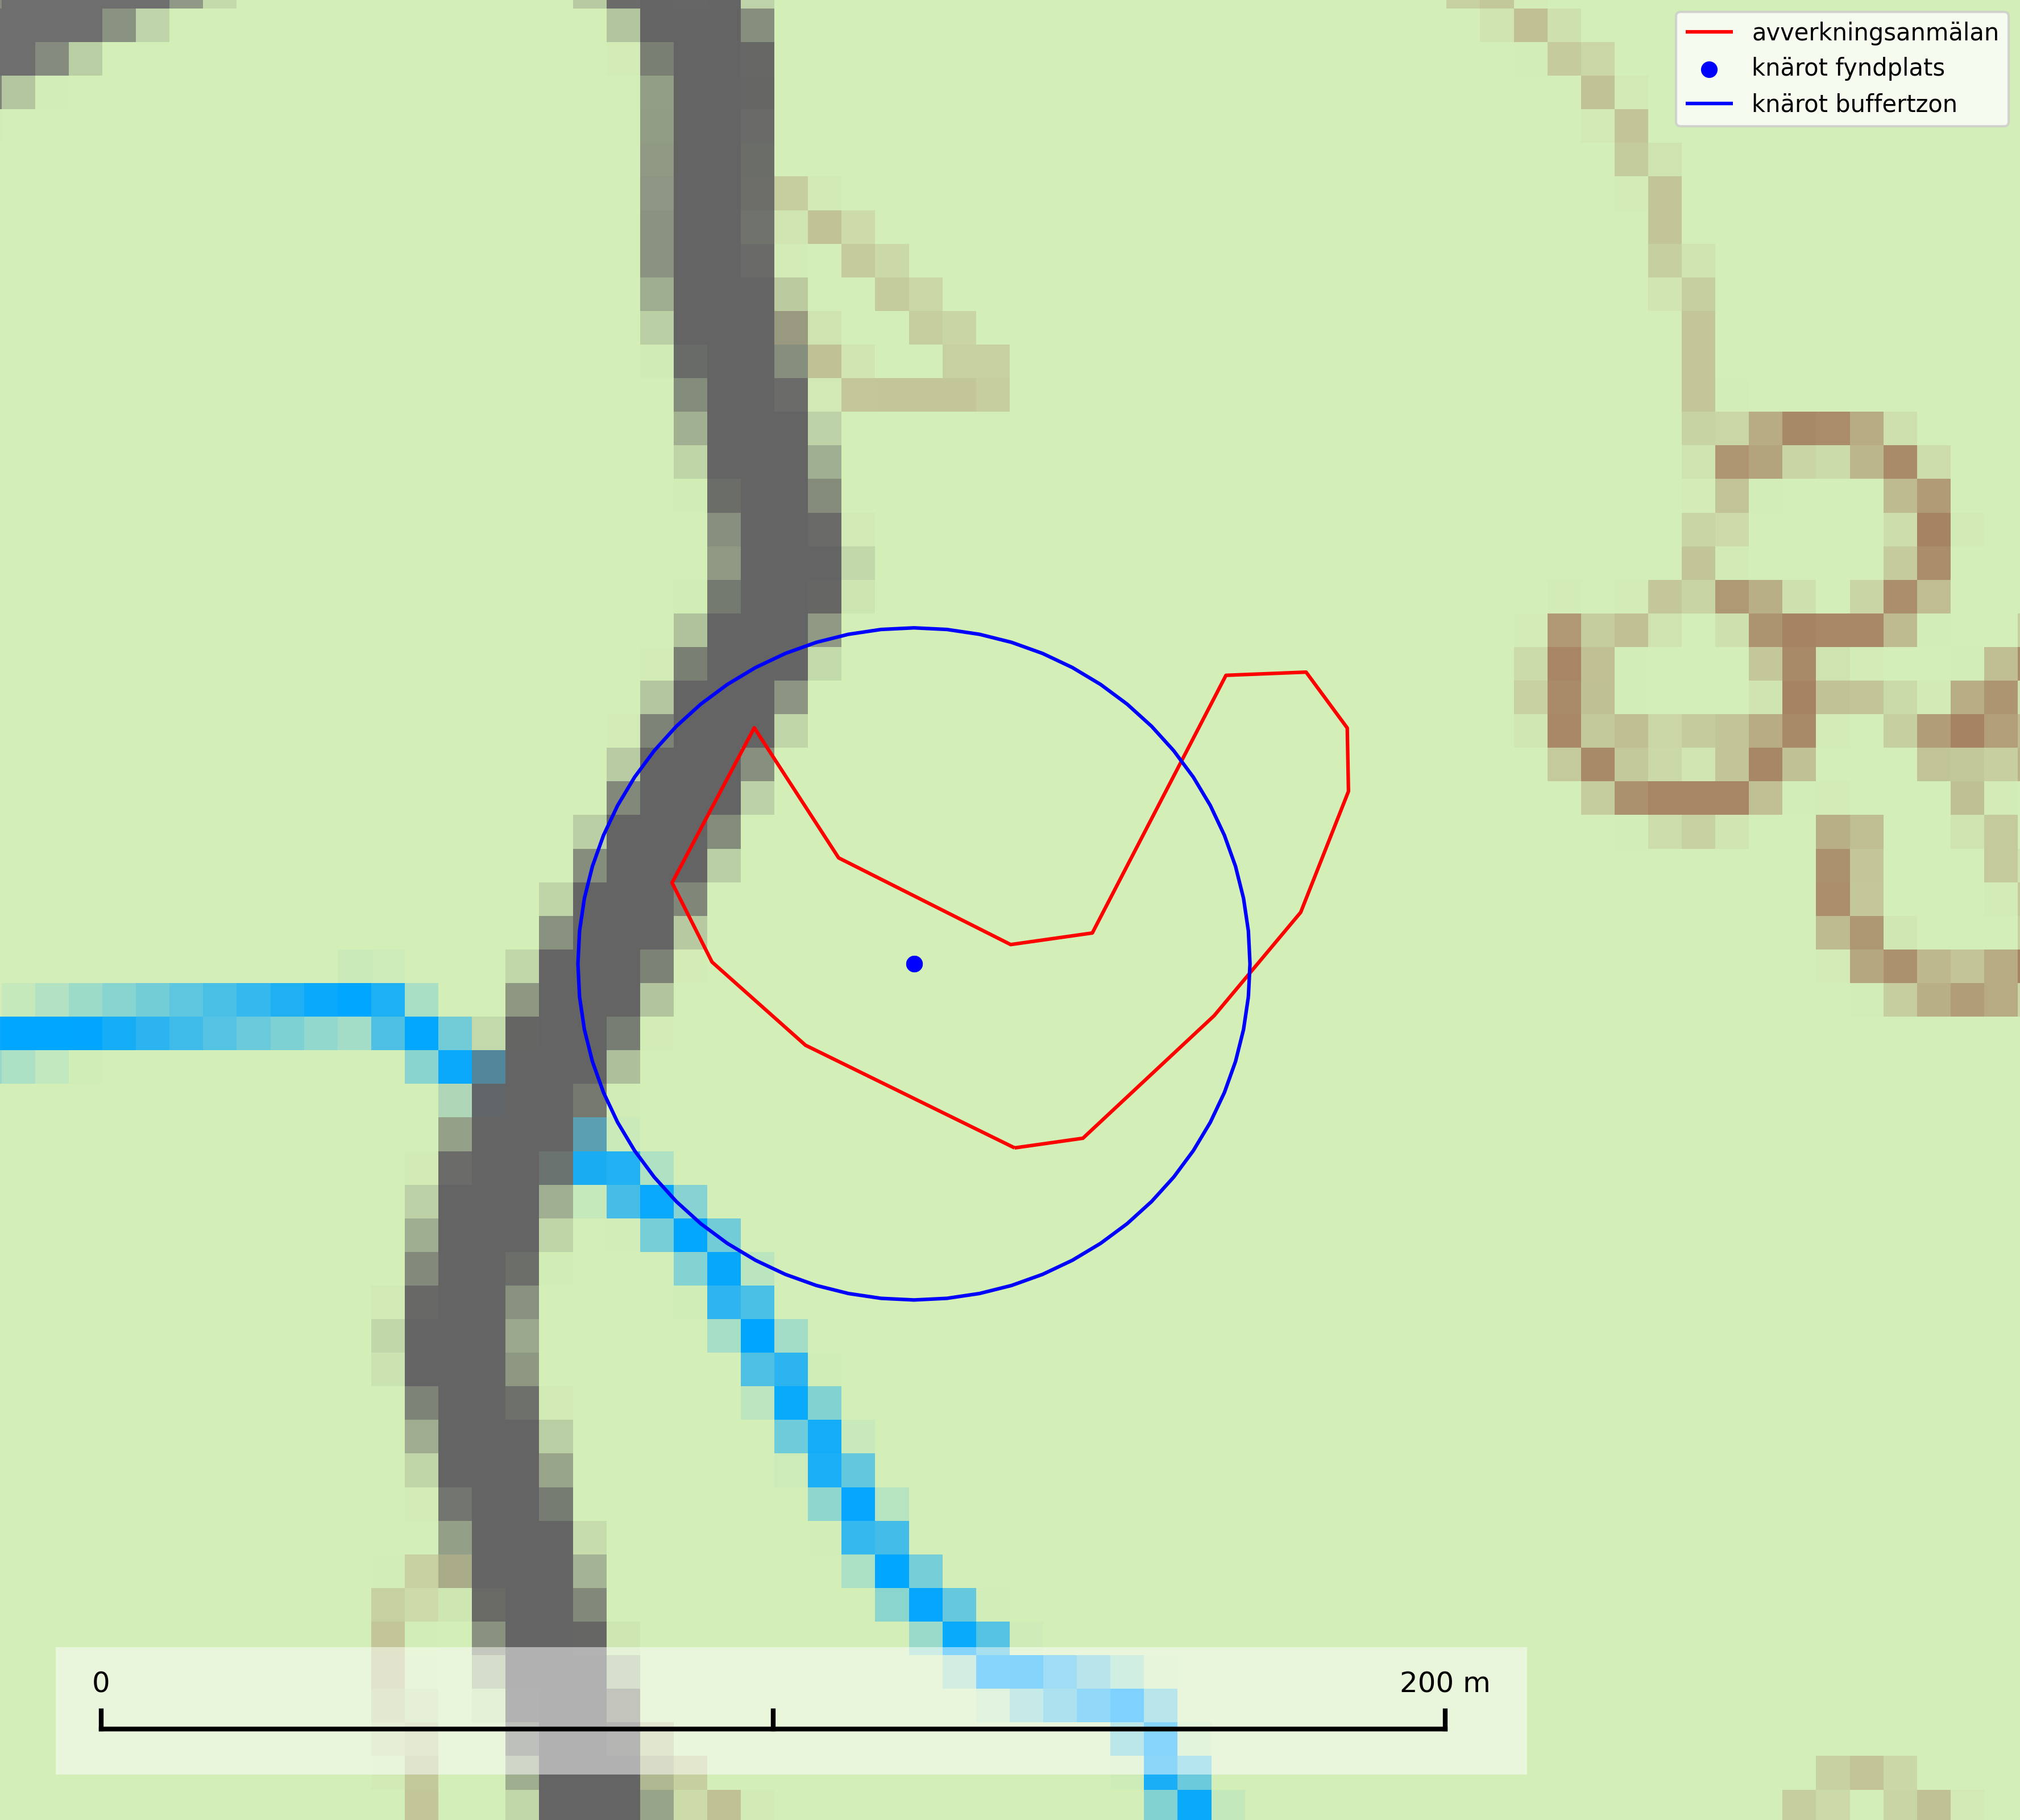 avverkningsanmälan
knärot fyndplats
knärot buffertzon
0
200 m